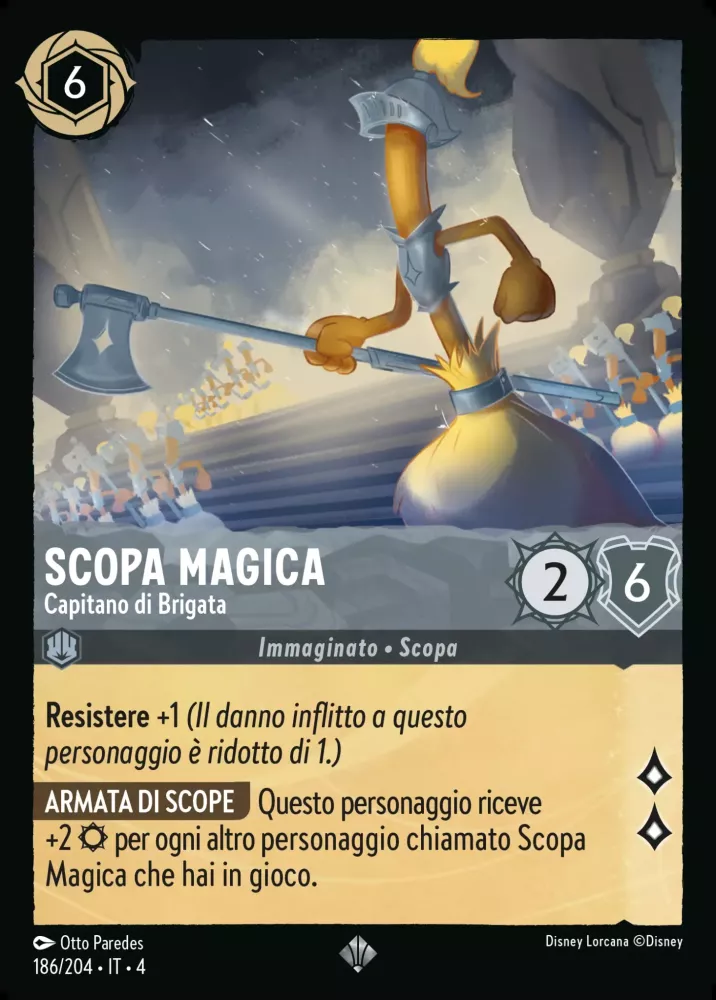 6
SCOPA MAGICA
Capitano di Brigata
2
6
Immaginato • Scopa
Resistere +1 (Il danno inflitto a questo
personaggio è ridotto di 1.)
ARMATA DI SCOPE Questo personaggio riceve
+2 per ogni altro personaggio chiamato Scopa
Magica che hai in gioco.
Otto Paredes
Disney Lorcana ©Disney
186/204 • IT • 4